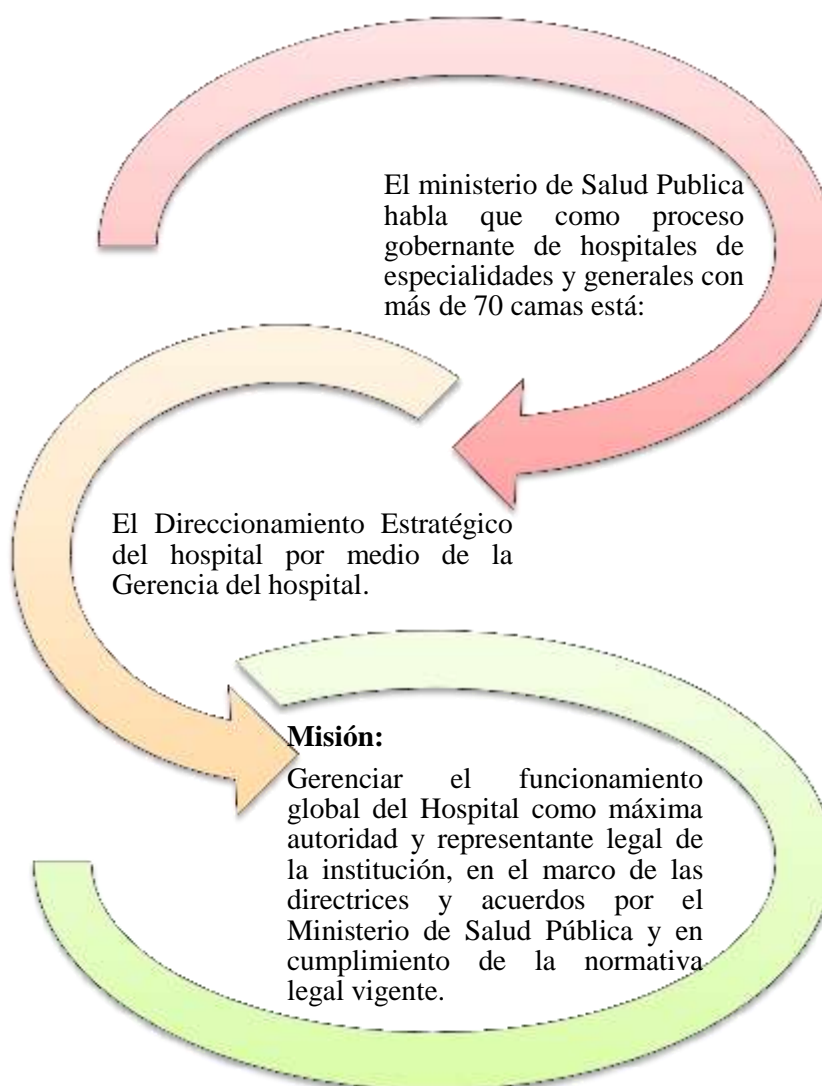 El ministerio de Salud Publica
habla que como proceso
gobernante de hospitales de
especialidades y generales con
más de 70 camas está:
El Direccionamiento Estratégico
del hospital por medio de la
Gerencia del hospital.
Misión:
Gerenciar el funcionamiento
global del Hospital como máxima
autoridad y representante legal de
la institución, en el marco de las
directrices y acuerdos por el
Ministerio de Salud Pública y en
cumplimiento de la normativa
legal vigente.